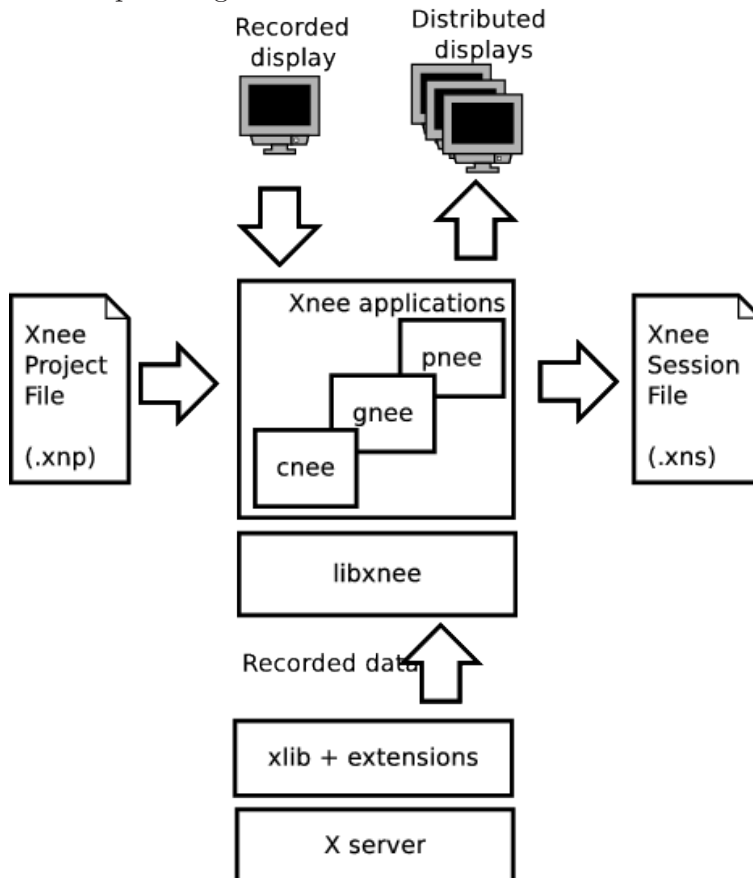 Recorded
display
Distributed
displays
Xnee applications
Xnee
Project
File
(.xnp)
pnee
gnee
cnee
Xnee
Session
File
(.xns)
libxnee
Recorded data
xlib + extensions
X server